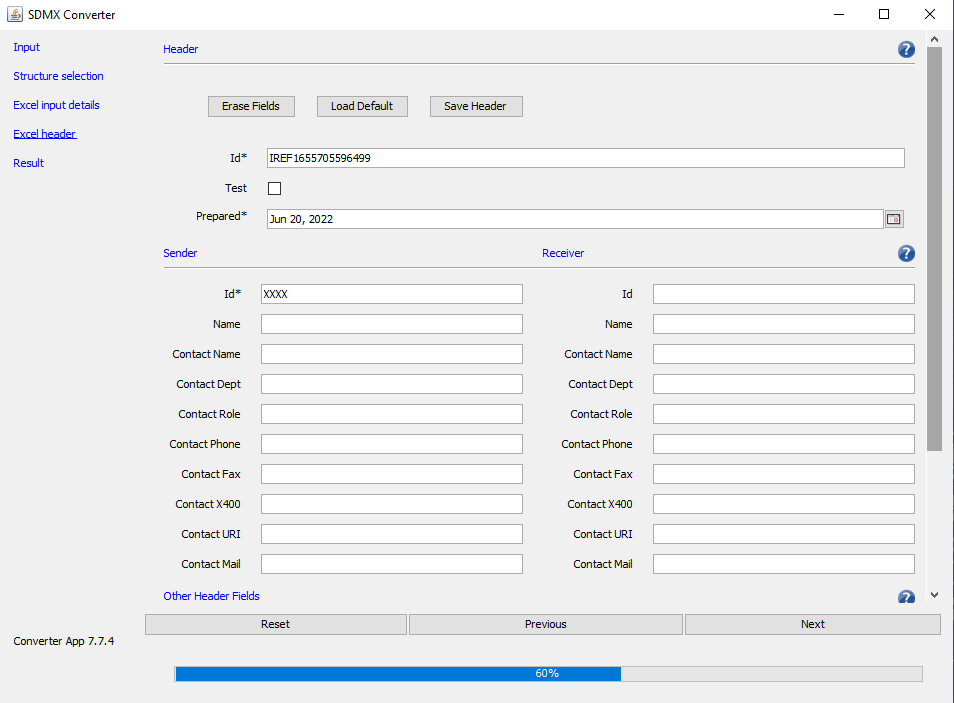 SDMX Converter
Input
Structure selection
Excel input details
Excel header
Result
Header
?
Erase Fields Load Default Save Header
Id* IREF1655705596499
Test
Prepared* Jun 20, 2022
Sender Receiver
?
Id* XXXX Id
Name Name
Contact Name Contact Name
Contact Dept Contact Dept
Contact Role Contact Role
Contact Phone Contact Phone
Contact Fax Contact Fax
Contact X400 Contact X400
Contact URI Contact URI
Contact Mail Contact Mail
Other Header Fields
?
Reset Previous Next
Converter App 7.7.4
60%